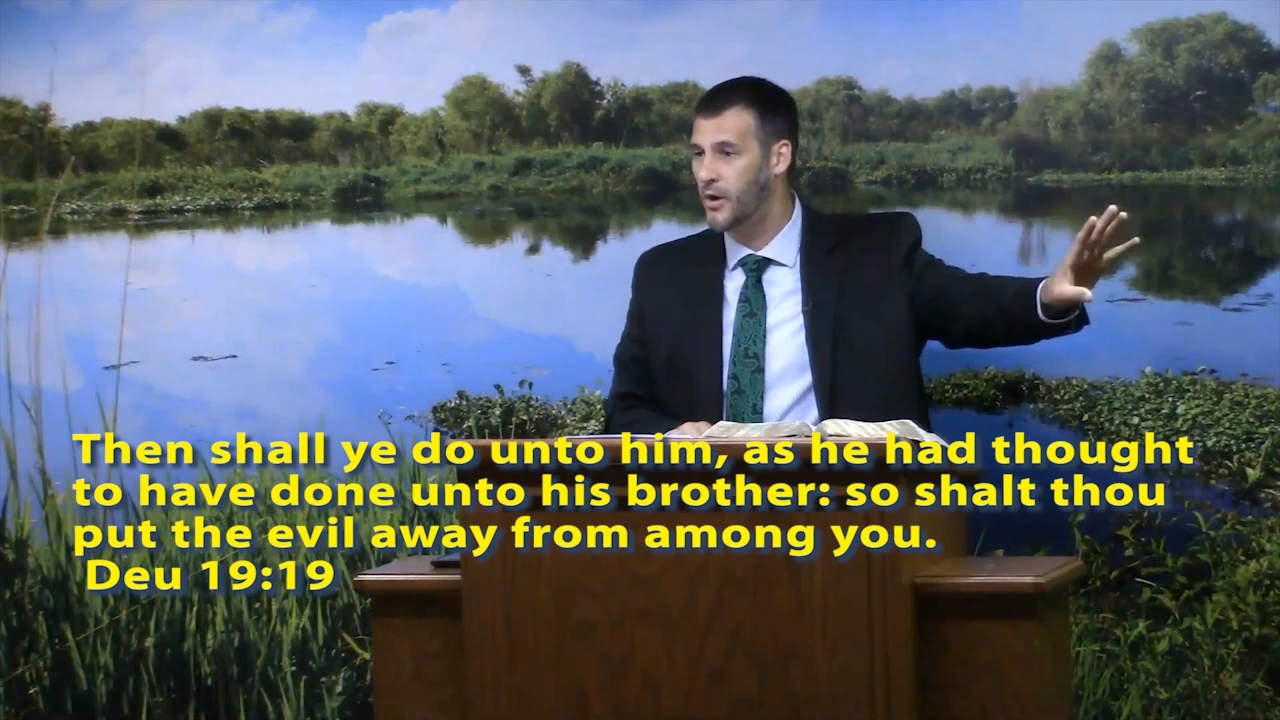 Then shall ye do unto him, as he had thought
to have done unto his brother: so shalt thou
put the evil away from among you.
Deu 19:19